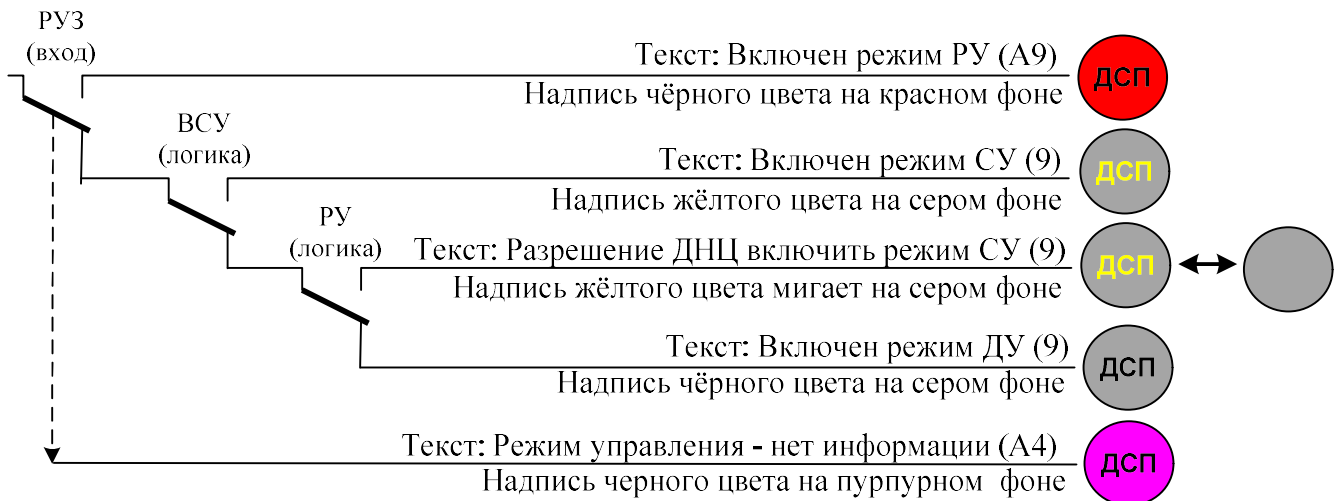 РУЗ
(вход)
Текст: Включен режим РУ (А9)
ДСП
Надпись чёрного цвета на красном фоне
ВСУ
(логика)
Текст: Включен режим СУ (9)
ДСП
Надпись жёлтого цвета на сером фоне
РУ
(логика)
Текст: Разрешение ДНЦ включить режим СУ (9)
ДСП
Надпись жёлтого цвета мигает на сером фоне
Текст: Включен режим ДУ (9)
ДСП
Надпись чёрного цвета на сером фоне
Текст: Режим управления - нет информации (А4)
ДСП
Надпись черного цвета на пурпурном фоне